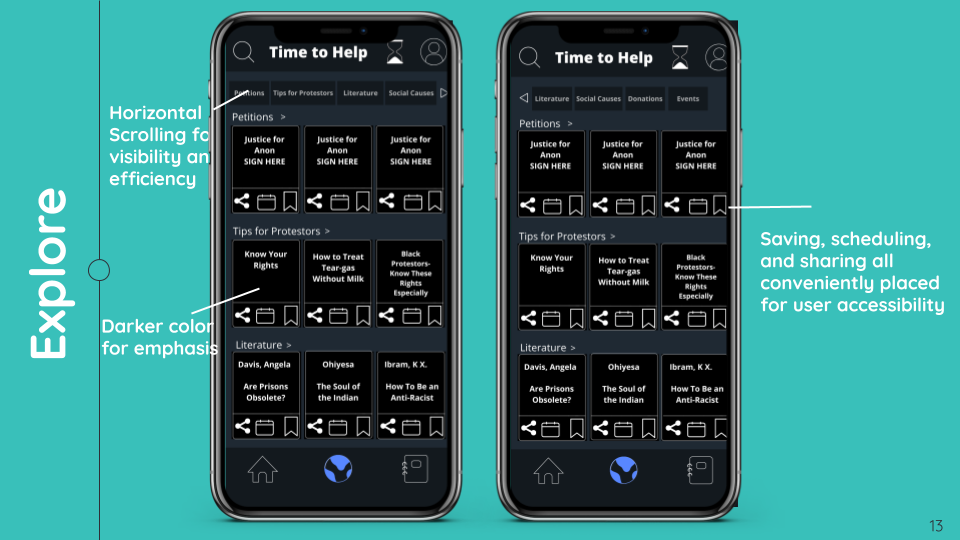 Explore
Horizontal
Scrolling fo
visibility an
efficiency
Darker color
for emphasis
Time to Help
Petitions Tips for Protestors Literature Social Causes
Petitions >
Justice for
Anon
SIGN HERE
Justice for
Anon
SIGN HERE
Justice for
Anon
SIGN HERE
Tips for Protestors >
Know Your
Rights
How to Treat
Tear-gas
Without Milk
Black
Protestors-
Know These
Rights
Especially
Literature >
Davis, Angela
Are Prisons
Obsolete?
Ohiyesa
The Soul of
the Indian
Ibram, K X.
How To Be an
Anti-Racist
Time to Help
Literature Social Causes Donations Events
Petitions >
Justice for
Anon
SIGN HERE
Justice for
Anon
SIGN HERE
Justice for
Anon
SIGN HERE
Tips for Protestors >
Know Your
Rights
How to Treat
Tear-gas
Without Milk
Black
Protestors-
Know These
Rights
Especially
Literature >
Davis, Angela
Are Prisons
Obsolete?
Ohiyesa
The Soul of
the Indian
Ibram, K X.
How To Be an
Anti-Racist
Saving, scheduling,
and sharing all
conveniently placed
for user accessibility
13